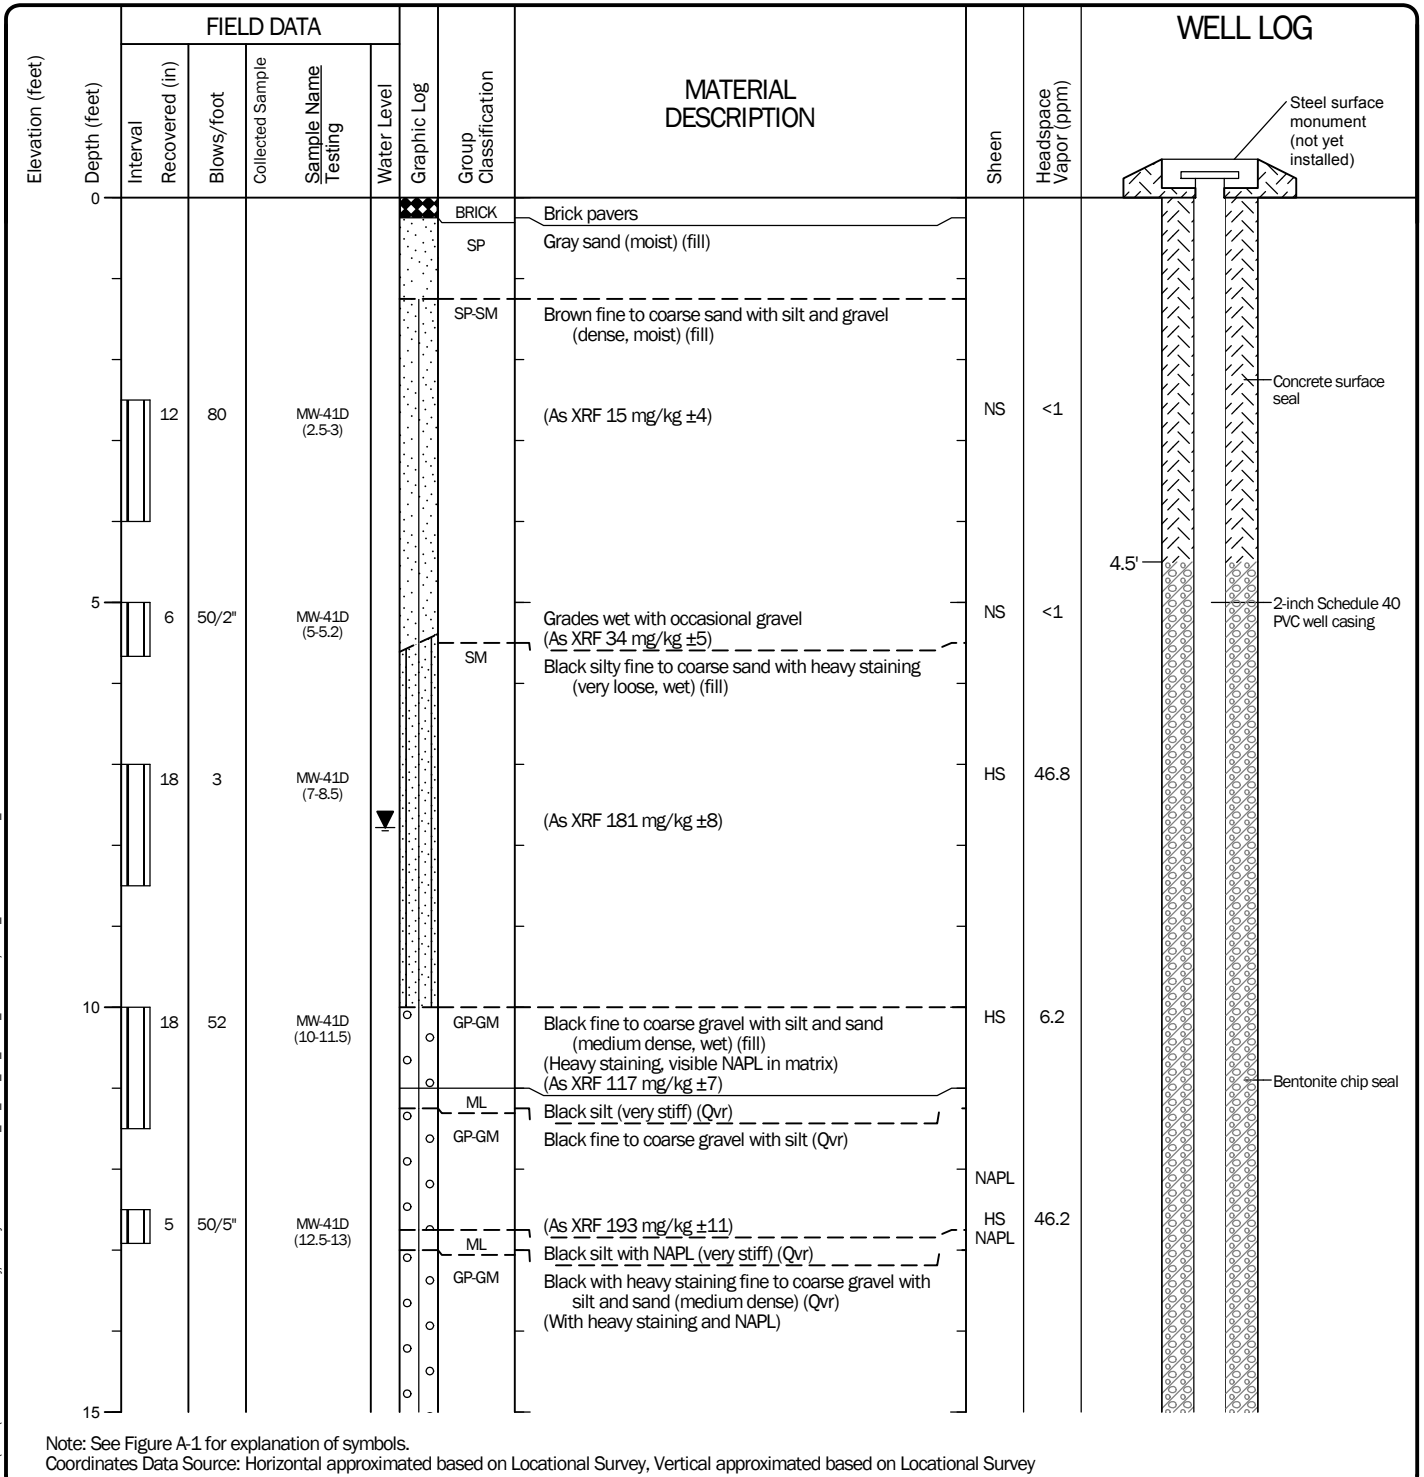 FIELD DATA
WELL LOG
Elevation (feet)
Depth (feet)
Interval
Recovered (in)
Blows/foot
Collected Sample
Sample Name
Testing
Water Level
Graphic Log
Group
Classification
MATERIAL
DESCRIPTION
Sheen
Headspace
Vapor (ppm)
Steel surface
monument
(not yet
installed)
0
BRICK
Brick pavers
SP
Gray sand (moist) (fill)
SP-SM
Brown fine to coarse sand with silt and gravel
(dense, moist) (fill)
Concrete surface
seal
12
80
MW-41D
(2.5-3)
(As XRF 15 mg/kg ±4)
NS
<1
4.5'
5
6
50/2"
MW-41D
(5-5.2)
Grades wet with occasional gravel
(As XRF 34 mg/kg ±5)
NS
<1
2-inch Schedule 40
PVC well casing
SM
Black silty fine to coarse sand with heavy staining
(very loose, wet) (fill)
18
3
MW-41D
(7-8.5)
HS
46.8
(As XRF 181 mg/kg ±8)
10
18
52
MW-41D
(10-11.5)
GP-GM
Black fine to coarse gravel with silt and sand
(medium dense, wet) (fill)
(Heavy staining, visible NAPL in matrix)
(As XRF 117 mg/kg ±7)
HS
6.2
Bentonite chip seal
ML
Black silt (very stiff) (Qvr)
GP-GM
Black fine to coarse gravel with silt (Qvr)
NAPL
5
50/5"
MW-41D
(12.5-13)
(As XRF 193 mg/kg ±11)
HS
NAPL
46.2
ML
Black silt with NAPL (very stiff) (Qvr)
GP-GM
Black with heavy staining fine to coarse gravel with
silt and sand (medium dense) (Qvr)
(With heavy staining and NAPL)
15
Note: See Figure A-1 for explanation of symbols.
Coordinates Data Source: Horizontal approximated based on Locational Survey, Vertical approximated based on Locational Survey